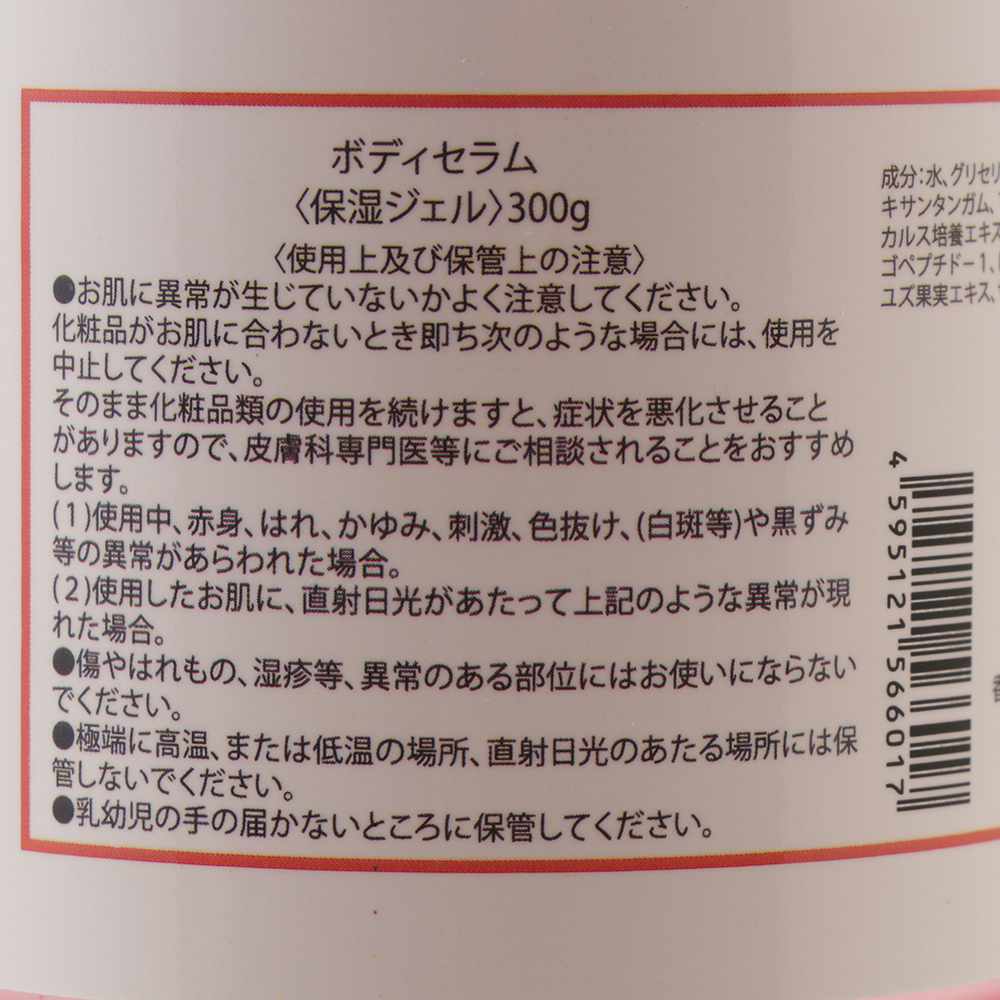 ボディセラム
〈保湿ジェル〉300g
〈使用上及び保管上の注意〉
●お肌に異常が生じていないかよく注意してください。
化粧品がお肌に合わないとき即ち次のような場合には、使用を
中止してください。
そのまま化粧品類の使用を続けますと、症状を悪化させること
がありますので、皮膚科専門医等にご相談されることをおすすめ
します。
(1)使用中、赤身、はれ、かゆみ、刺激、色抜け、(白斑等)や黒ずみ
等の異常があらわれた場合。
(2)使用したお肌に、直射日光があたって上記のような異常が現
れた場合。
●傷やはれもの、湿疹等、異常のある部位にはお使いにならない
でください。
●極端に高温、または低温の場所、直射日光のあたる場所には保
管しないでください。
●乳幼児の手の届かないところに保管してください。
成分：水、グリセリ
キサンタンガム、
カルス培養エキス
ゴペプチド－1、
ユズ果実エキス、
4595121566017